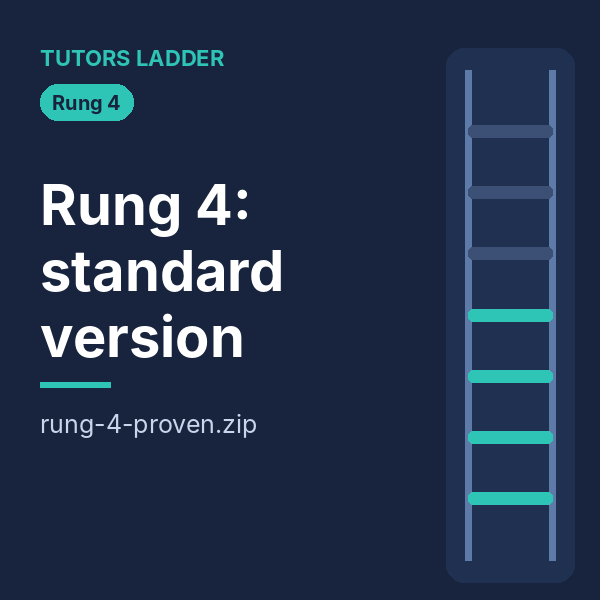 TUTORS LADDER
Rung 4
Rung 4:
standard
version
rung-4-proven.zip